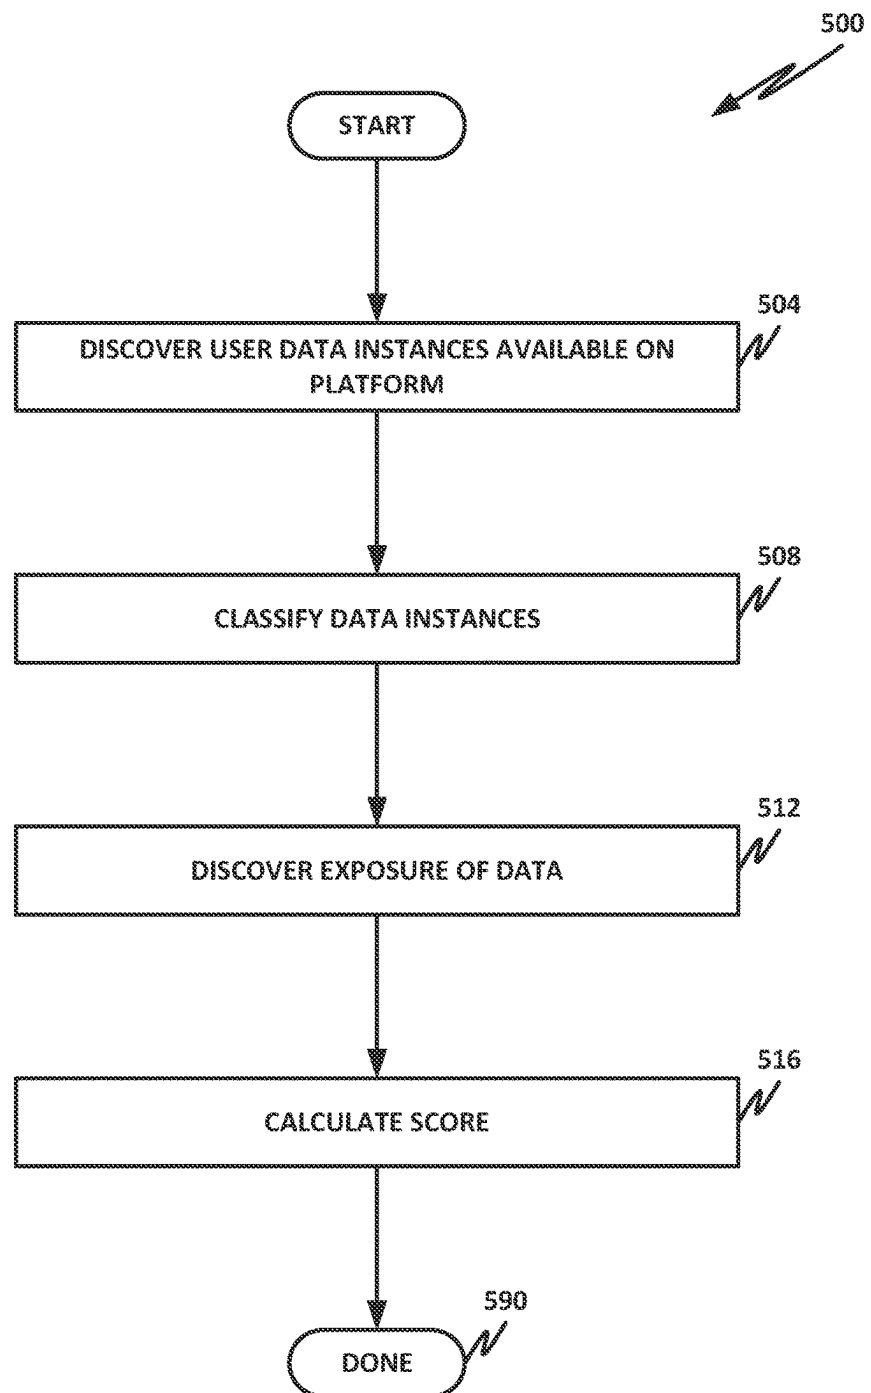 500
START
504
DISCOVER USER DATA INSTANCES AVAILABLE ON
PLATFORM
508
CLASSIFY DATA INSTANCES
512
DISCOVER EXPOSURE OF DATA
516
CALCULATE SCORE
590
DONE